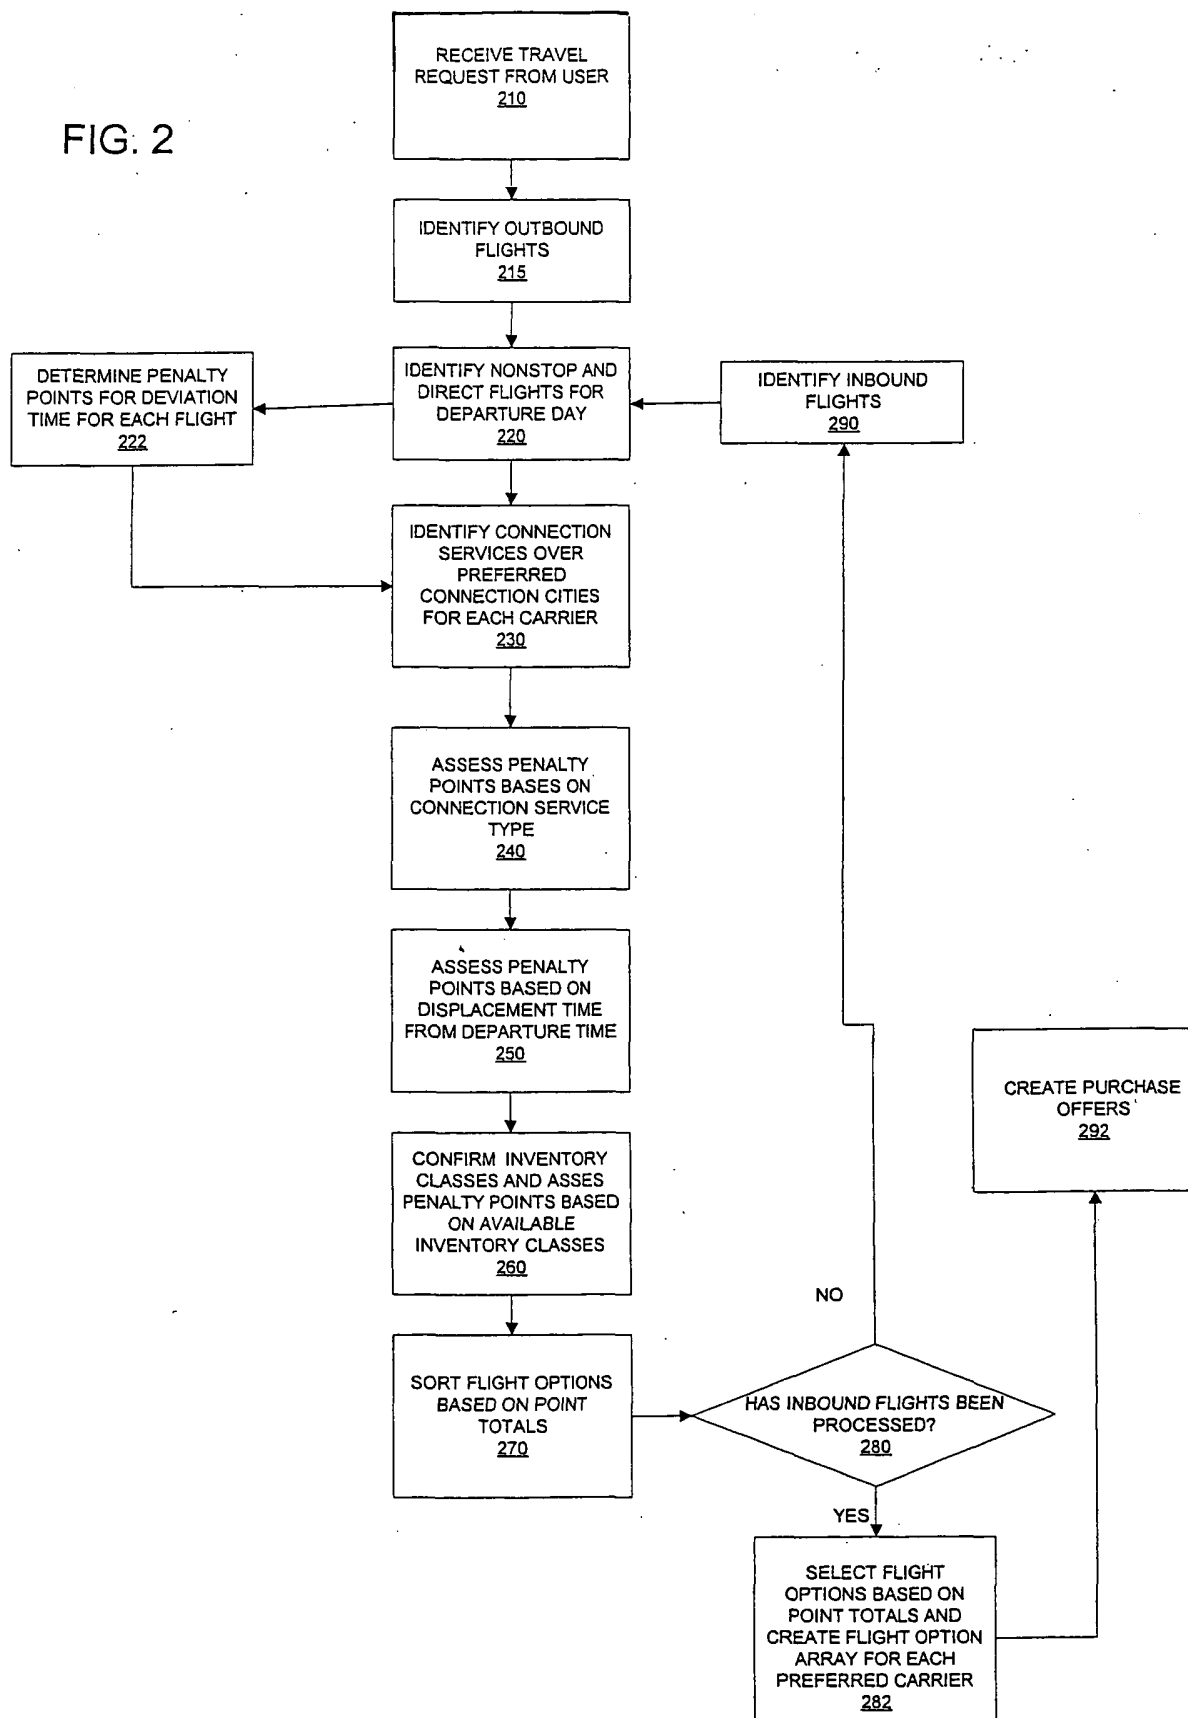 FIG. 2
RECEIVE TRAVEL
REQUEST FROM USER
210
IDENTIFY OUTBOUND
FLIGHTS
215
DETERMINE PENALTY
POINTS FOR DEVIATION
TIME FOR EACH FLIGHT
222
IDENTIFY NONSTOP AND
DIRECT FLIGHTS FOR
DEPARTURE DAY
220
IDENTIFY INBOUND
FLIGHTS
290
IDENTIFY CONNECTION
SERVICES OVER
PREFERRED
CONNECTION CITIES
FOR EACH CARRIER
230
ASSESS PENALTY
POINTS BASES ON
CONNECTION SERVICE
TYPE
240
ASSESS PENALTY
POINTS BASED ON
DISPLACEMENT TIME
FROM DEPARTURE TIME
250
CREATE PURCHASE
OFFERS
292
CONFIRM INVENTORY
CLASSES AND ASSES
PENALTY POINTS BASED
ON AVAILABLE
INVENTORY CLASSES
260
NO
SORT FLIGHT OPTIONS
BASED ON POINT
TOTALS
270
HAS INBOUND FLIGHTS BEEN
PROCESSED?
280
YES
SELECT FLIGHT
OPTIONS BASED ON
POINT TOTALS AND
CREATE FLIGHT OPTION
ARRAY FOR EACH
PREFERRED CARRIER
282